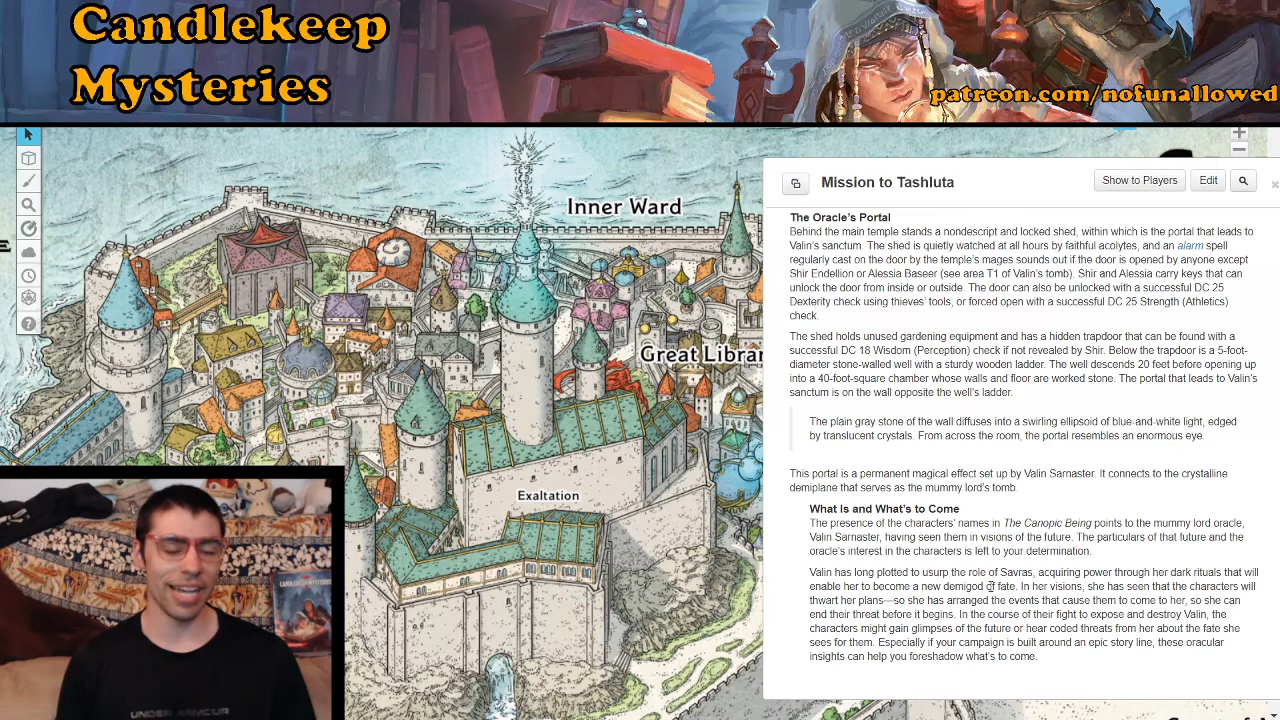 Candlekeep
Mysteries
patreon.com/nofunallowed
Inner Ward
Great Librar
Exaltation
Mission to Tashluta
Show to Players
Edit
The Oracle's Portal
Behind the main temple stands a nondescript and locked shed, within which is the portal that leads to
Valin's sanctum. The shed is quietly watched at all hours by faithful acolytes, and an alarm spell
regularly cast on the door by the temple's mages sounds out if the door is opened by anyone except
Shir Endellion or Alessia Baseer (see area T1 of Valin's tomb). Shir and Alessia carry keys that can
unlock the door from inside or outside. The door can also be unlocked with a successful DC 25
Dexterity check using thieves' tools, or forced open with a successful DC 25 Strength (Athletics)
check.
The shed holds unused gardening equipment and has a hidden trapdoor that can be found with a
successful DC 18 Wisdom (Perception) check if not revealed by Shir. Below the trapdoor is a 5-foot-
diameter stone-walled well with a sturdy wooden ladder. The well descends 20 feet before opening up
into a 40-foot-square chamber whose walls and floor are worked stone. The portal that leads to Valin's
sanctum is on the wall opposite the well's ladder.
The plain gray stone of the wall diffuses into a swirling ellipsoid of blue-and-white light, edged
by translucent crystals. From across the room, the portal resembles an enormous eye.
This portal is a permanent magical effect set up by Valin Sarnaster. It connects to the crystalline
demiplane that serves as the mummy lord's tomb.
What Is and What's to Come
The presence of the characters' names in The Canopic Being points to the mummy lord oracle,
Valin Sarnaster, having seen them in visions of the future. The particulars of that future and the
oracle's interest in the characters is left to your determination.
Valin has long plotted to usurp the role of Savras, acquiring power through her dark rituals that will
enable her to become a new demigod of fate. In her visions, she has seen that the characters will
thwart her plans—so she has arranged the events that cause them to come to her, so she can
end their threat before it begins. In the course of their fight to expose and destroy Valin, the
characters might gain glimpses of the future or hear coded threats from her about the fate she
sees for them. Especially if your campaign is built around an epic story line, these oracular
insights can help you foreshadow what's to come.
CANDLEKEEP
MYSTERIES
UNDER ARMOUR